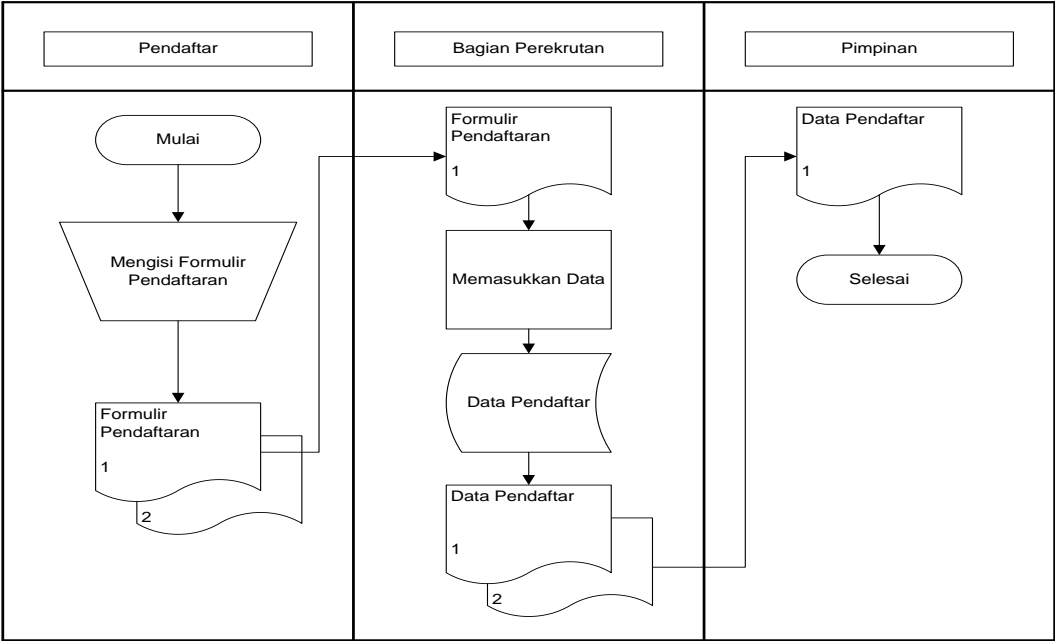 Pendaftar
Bagian Perekrutan
Pimpinan
Mulai
Mengisi Formulir
Pendaftaran
Formulir
Pendaftaran
1
2
Formulir
Pendaftaran
1
Memasukkan Data
Data Pendaftar
Data Pendaftar
1
2
Data Pendaftar
1
Selesai